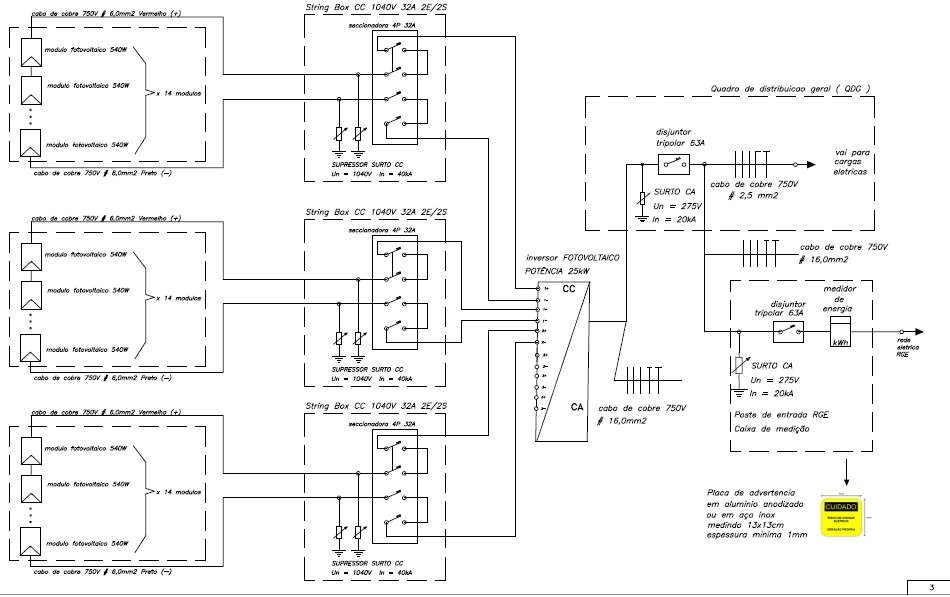 cabo de cobre 750V # 6,0mm2 Vermelho (+)
modulo fotovoltaico 540W
modulo fotovoltaico 540W
x 14 modulos
modulo fotovoltaico 540W
cabo de cobre 750V # 6,0mm2 Preto (-)
String Box CC 1040V 32A 2E/2S
seccionadora 4P 32A
SUPRESSOR SURTO CC
Un = 1040V In = 40kA
cabo de cobre 750V # 6,0mm2 Vermelho (+)
modulo fotovoltaico 540W
modulo fotovoltaico 540W
x 14 modulos
modulo fotovoltaico 540W
cabo de cobre 750V # 6,0mm2 Preto (-)
String Box CC 1040V 32A 2E/2S
seccionadora 4P 32A
SUPRESSOR SURTO CC
Un = 1040V In = 40kA
cabo de cobre 750V # 6,0mm2 Vermelho (+)
modulo fotovoltaico 540W
modulo fotovoltaico 540W
x 14 modulos
modulo fotovoltaico 540W
cabo de cobre 750V # 6,0mm2 Preto (-)
String Box CC 1040V 32A 2E/2S
seccionadora 4P 32A
SUPRESSOR SURTO CC
Un = 1040V In = 40kA
inversor FOTOVOLTAICO
POTÊNCIA 25kW
CC
CA
cabo de cobre 750V
# 16,0mm2
Quadro de distribuicao geral ( QDG )
disjuntor
tripolar 63A
SURTO CA
Un = 275V
In = 20kA
cabo de cobre 750V
# 2,5 mm2
vai para
cargas
eletricas
cabo de cobre 750V
# 16,0mm2
disjuntor
tripolar 63A
medidor
de
energia
kWh
rede
eletrica
RGE
SURTO CA
Un = 275V
In = 20kA
Poste de entrada RGE
Caixa de medição
Placa de advertencia
em aluminio anodizado
ou em aço inox
medindo 13x13cm
espessura minima 1mm
CUIDADO
3